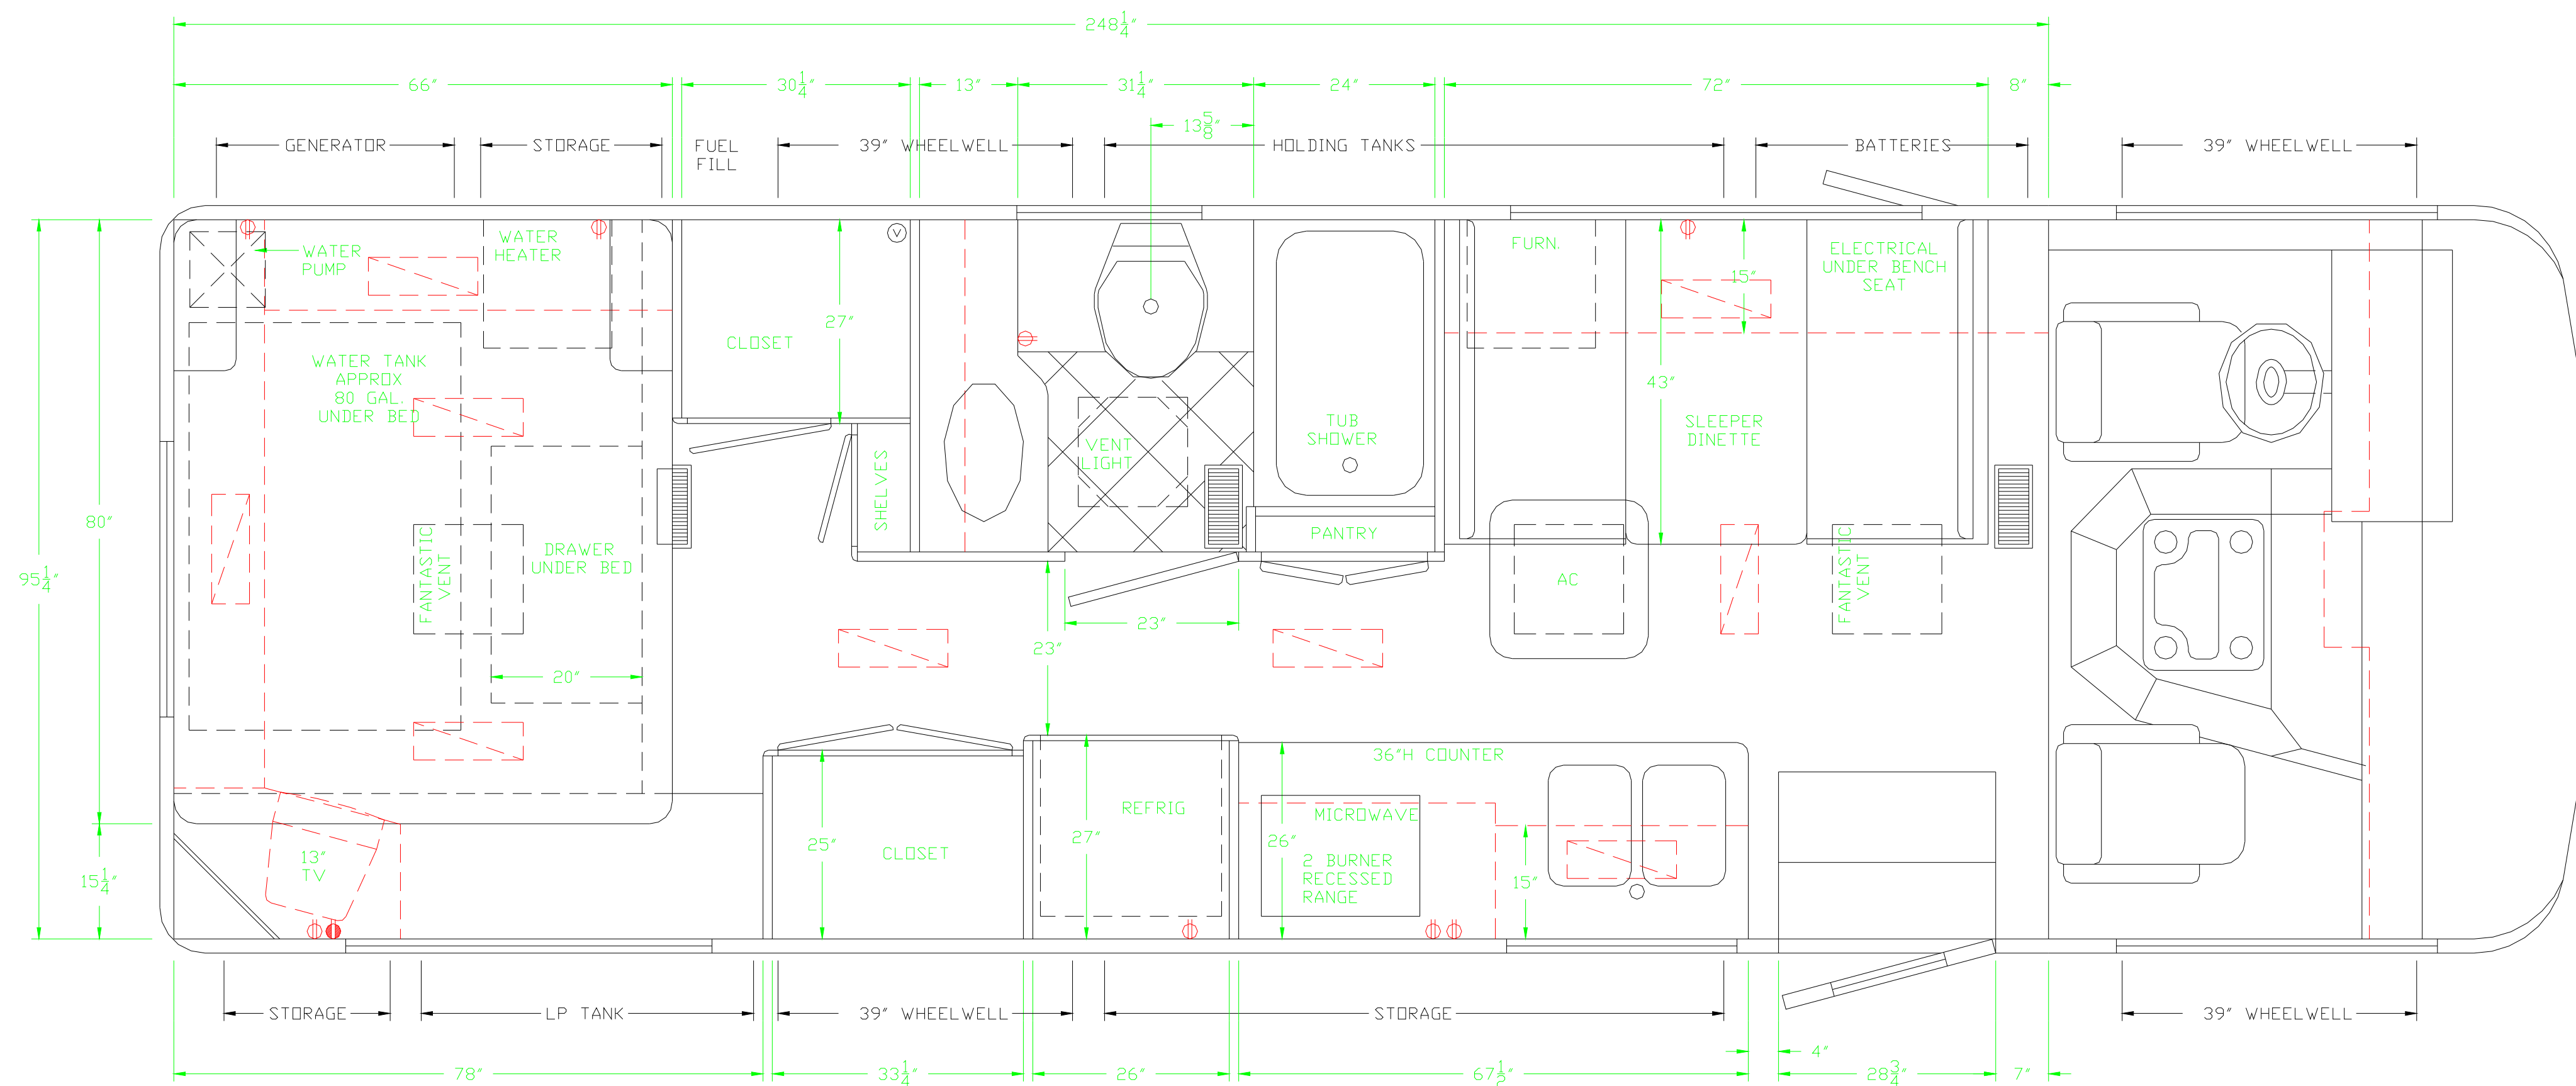 248 1/4"
66"
30 1/4"
13"
31 1/4"
24"
72"
8"
13 5/8"
GENERATOR
STORAGE
FUEL
FILL
39" WHEELWELL
HOLDING TANKS
BATTERIES
39" WHEELWELL
WATER
PUMP
WATER
HEATER
V
FURN.
15"
ELECTRICAL
UNDER BENCH
SEAT
27"
CLOSET
WATER TANK
APPROX
80 GAL.
UNDER BED
43"
TUB
SHOWER
SLEEPER
DINETTE
VENT
LIGHT
SHELVES
80"
95 1/4"
PANTRY
DRAWER
UNDER BED
FANTASTIC
VENT
AC
FANTASTIC
VENT
23"
23"
20"
36"H COUNTER
REFRIG
MICROWAVE
13"
TV
25"
CLOSET
27"
26"
2 BURNER
RECESSED
RANGE
15"
15 1/4"
STORAGE
LP TANK
39" WHEELWELL
STORAGE
39" WHEELWELL
4"
78"
33 1/4"
26"
67 1/2"
28 3/4"
7"